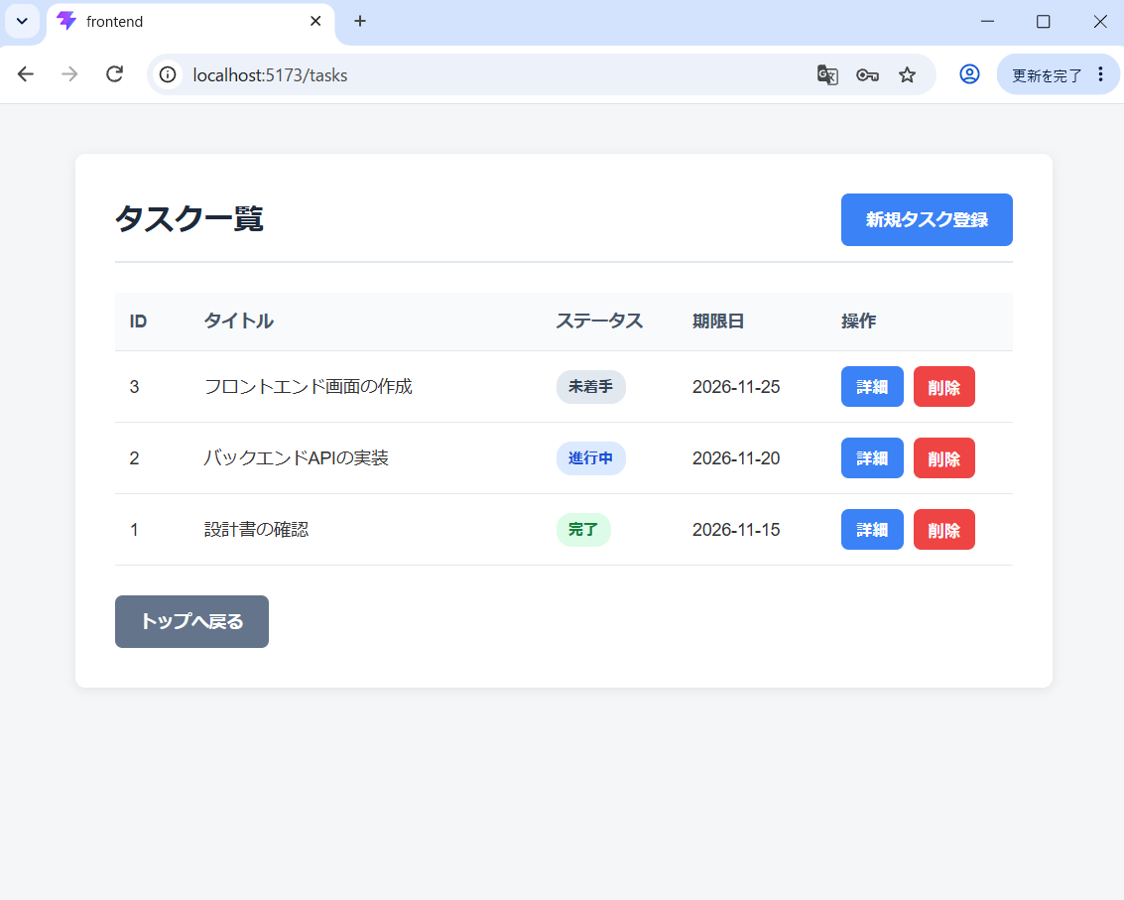 frontend
localhost:5173/tasks
更新を完了
タスク一覧
新規タスク登録
ID タイトル ステータス 期限日 操作
3 フロントエンド画面の作成 未着手 2026-11-25 詳細 削除
2 バックエンドAPIの実装 進行中 2026-11-20 詳細 削除
1 設計書の確認 完了 2026-11-15 詳細 削除
トップへ戻る